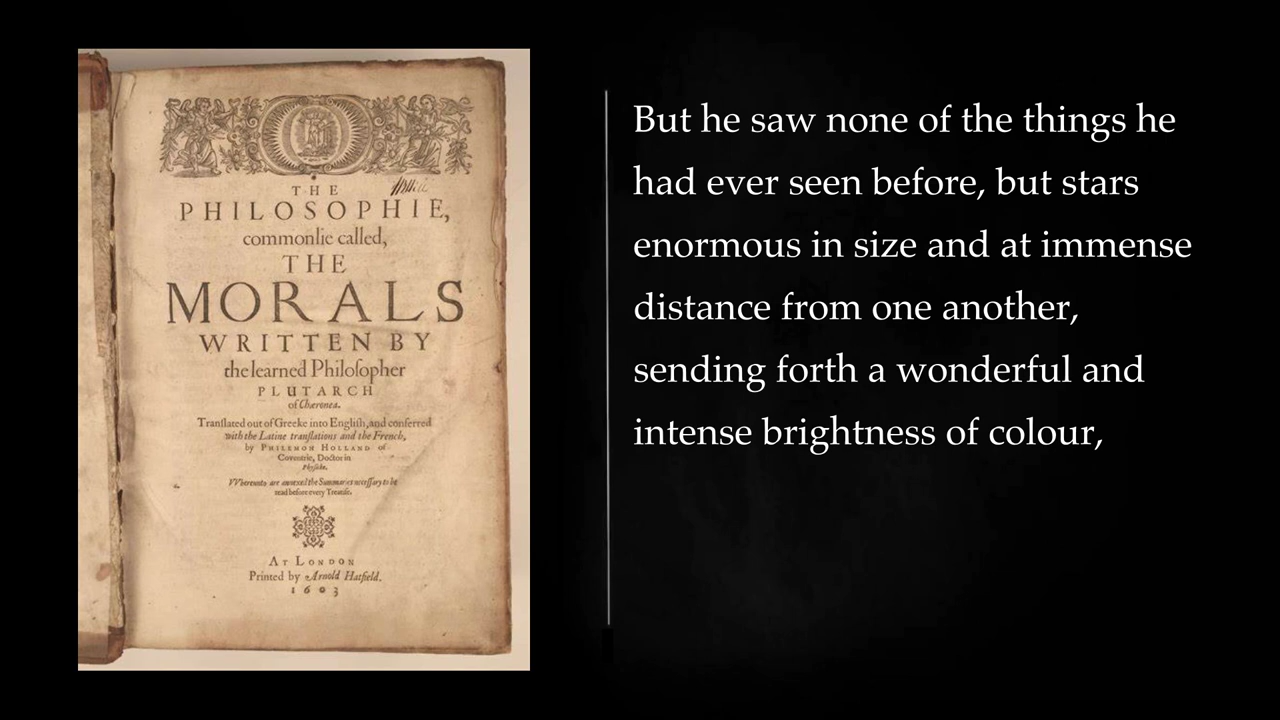 THE
PHILOSOPHIE,
commonlie called,
THE
MORALS
WRITTEN BY
the learned Philoſopher
PLUTARCH
of Chæronea.
Tranſlated out of Greeke into Engliſh, and conferred
with the Latine tranſlations and the French,
by PHILEMON HOLLAND of
Coventrie, Doctor in
Phyſicke.
VVhereunto are annexed the Summaries neceſſary to be
read before every Treatiſe.
AT LONDON
Printed by Arnold Hatfield.
1603
But he saw none of the things he
had ever seen before, but stars
enormous in size and at immense
distance from one another,
sending forth a wonderful and
intense brightness of colour,